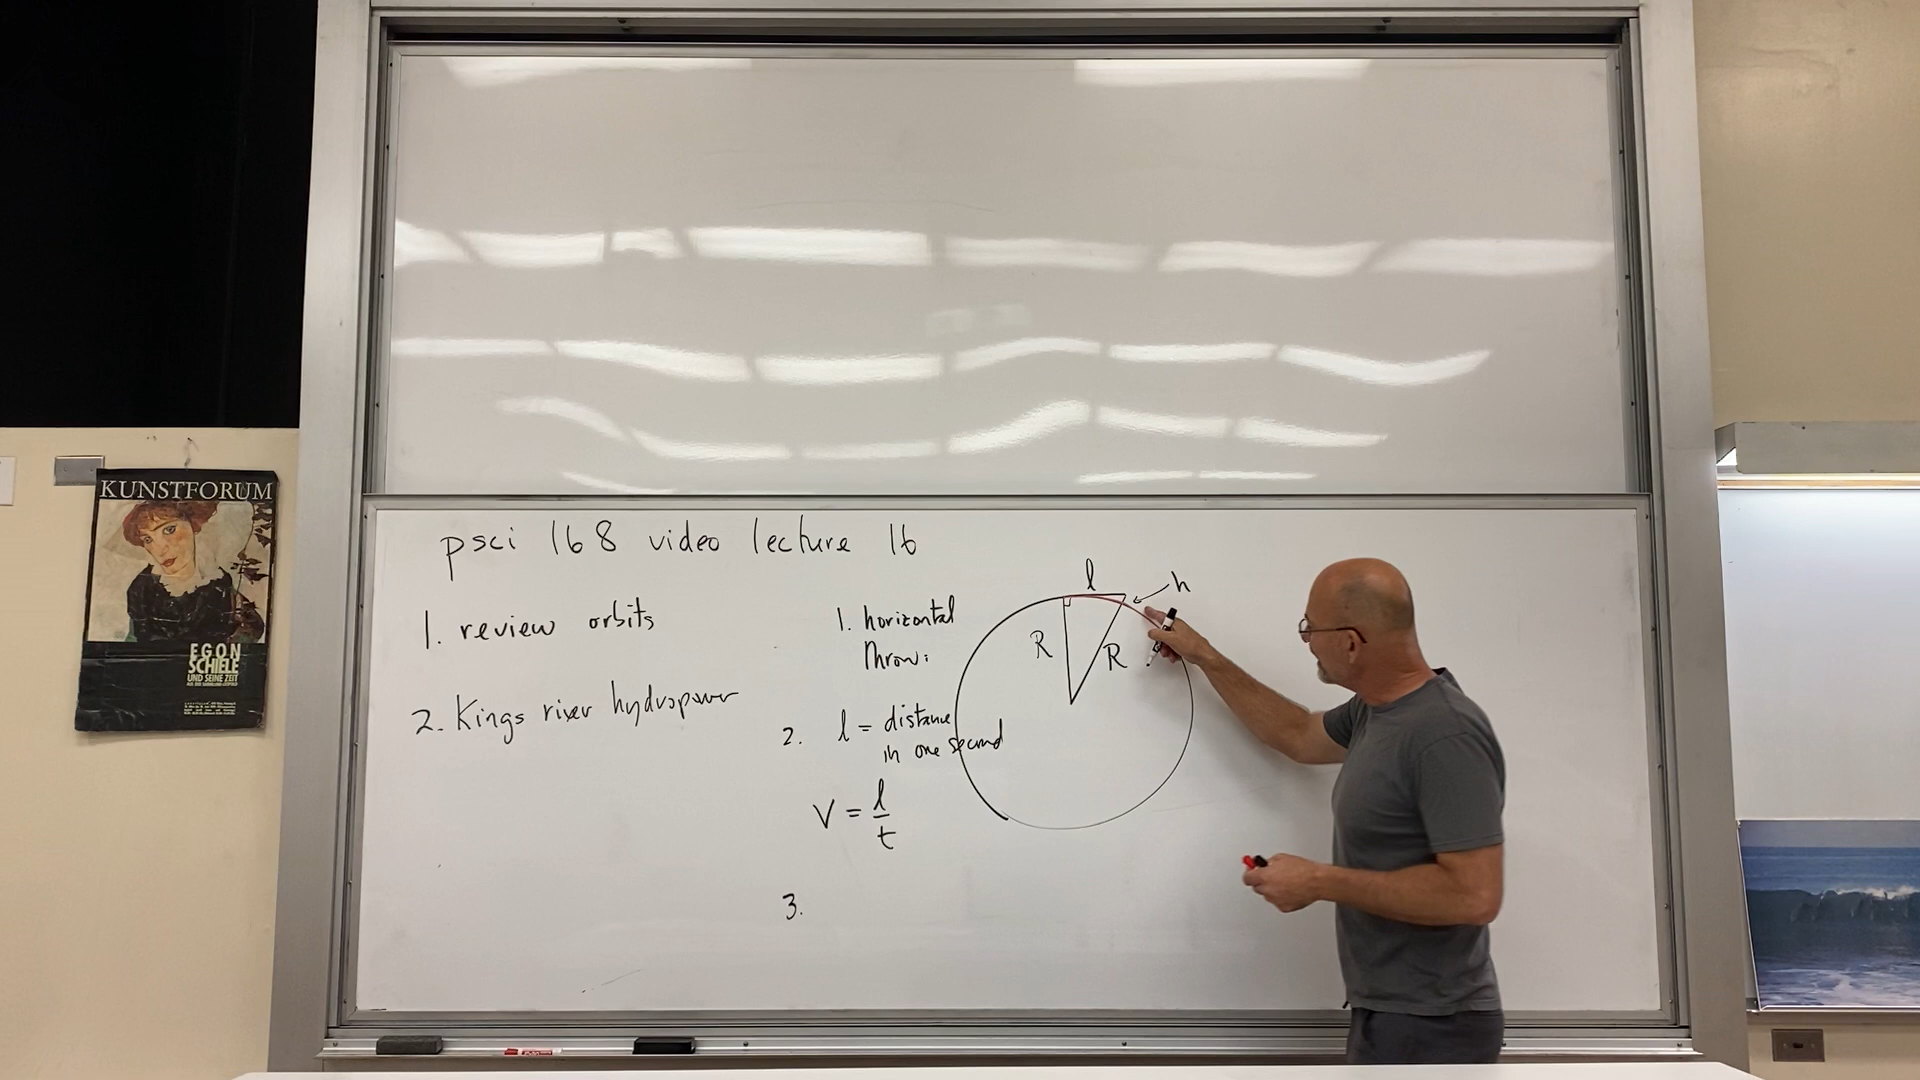 psci 168 video lecture 16
1. review orbits
2. Kings river hydropower
1. horizontal
throw:
2. l = distance
in one second
V = l
t
3.
l
h
R
R
KUNSTFORUM
EGON
SCHIELE
UND SEINE ZEIT